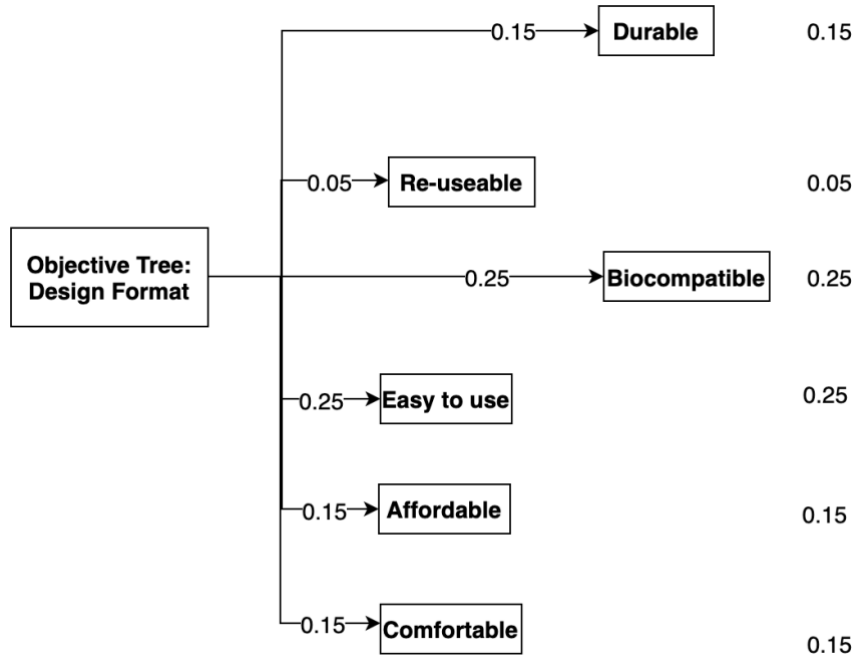 0.15 Durable 0.15
0.05 Re-useable 0.05
Objective Tree:
Design Format
0.25 Biocompatible 0.25
0.25 Easy to use 0.25
0.15 Affordable 0.15
0.15 Comfortable 0.15